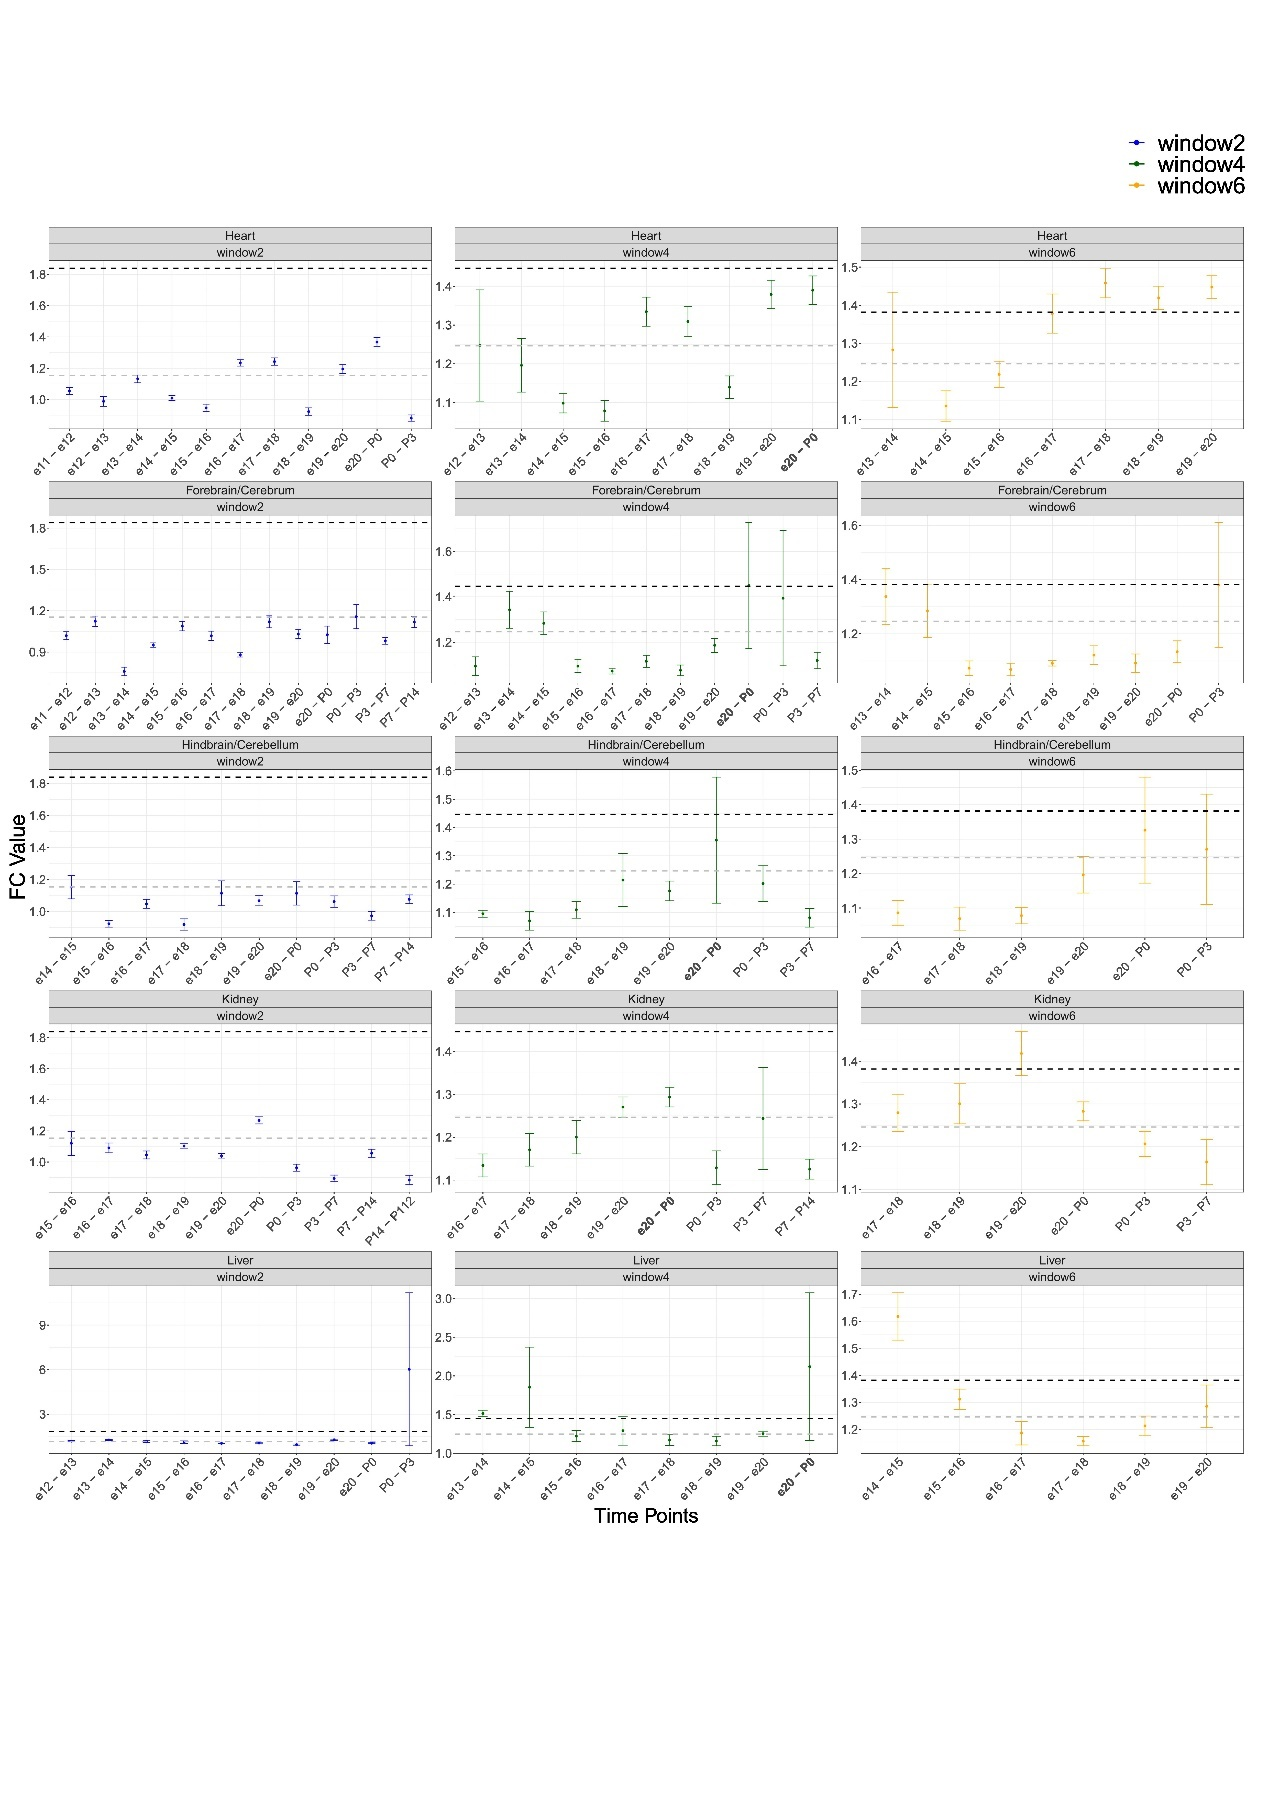 window2
window4
window6
Heart
window2
1.8
1.6
1.4
1.2
1.0
e11 – e12
e12 – e13
e13 – e14
e14 – e15
e15 – e16
e16 – e17
e17 – e18
e18 – e19
e19 – e20
e20 – P0
P0 – P3
Heart
window4
1.4
1.3
1.2
1.1
e12 – e13
e13 – e14
e14 – e15
e15 – e16
e16 – e17
e17 – e18
e18 – e19
e19 – e20
e20 – P0
Heart
window6
1.5
1.4
1.3
1.2
1.1
e13 – e14
e14 – e15
e15 – e16
e16 – e17
e17 – e18
e18 – e19
e19 – e20
Forebrain/Cerebrum
window2
1.8
1.5
1.2
0.9
e11 – e12
e12 – e13
e13 – e14
e14 – e15
e15 – e16
e16 – e17
e17 – e18
e18 – e19
e19 – e20
e20 – P0
P0 – P3
P3 – P7
P7 – P14
Forebrain/Cerebrum
window4
1.6
1.4
1.2
e12 – e13
e13 – e14
e14 – e15
e15 – e16
e16 – e17
e17 – e18
e18 – e19
e19 – e20
e20 – P0
P0 – P3
P3 – P7
Forebrain/Cerebrum
window6
1.6
1.4
1.2
e13 – e14
e14 – e15
e15 – e16
e16 – e17
e17 – e18
e18 – e19
e19 – e20
e20 – P0
P0 – P3
FC Value
Hindbrain/Cerebellum
window2
1.8
1.6
1.4
1.2
1.0
e14 – e15
e15 – e16
e16 – e17
e17 – e18
e18 – e19
e19 – e20
e20 – P0
P0 – P3
P3 – P7
P7 – P14
Hindbrain/Cerebellum
window4
1.6
1.5
1.4
1.3
1.2
1.1
e15 – e16
e16 – e17
e17 – e18
e18 – e19
e19 – e20
e20 – P0
P0 – P3
P3 – P7
Hindbrain/Cerebellum
window6
1.5
1.4
1.3
1.2
1.1
e16 – e17
e17 – e18
e18 – e19
e19 – e20
e20 – P0
P0 – P3
Kidney
window2
1.8
1.6
1.4
1.2
1.0
e15 – e16
e16 – e17
e17 – e18
e18 – e19
e19 – e20
e20 – P0
P0 – P3
P3 – P7
P7 – P14
P14 – P112
Kidney
window4
1.4
1.3
1.2
1.1
e16 – e17
e17 – e18
e18 – e19
e19 – e20
e20 – P0
P0 – P3
P3 – P7
P7 – P14
Kidney
window6
1.4
1.3
1.2
1.1
e17 – e18
e18 – e19
e19 – e20
e20 – P0
P0 – P3
P3 – P7
Liver
window2
9
6
3
e12 – e13
e13 – e14
e14 – e15
e15 – e16
e16 – e17
e17 – e18
e18 – e19
e19 – e20
e20 – P0
P0 – P3
Liver
window4
3.0
2.5
2.0
1.5
1.0
e13 – e14
e14 – e15
e15 – e16
e16 – e17
e17 – e18
e18 – e19
e19 – e20
e20 – P0
Liver
window6
1.7
1.6
1.5
1.4
1.3
1.2
e14 – e15
e15 – e16
e16 – e17
e17 – e18
e18 – e19
e19 – e20
Time Points